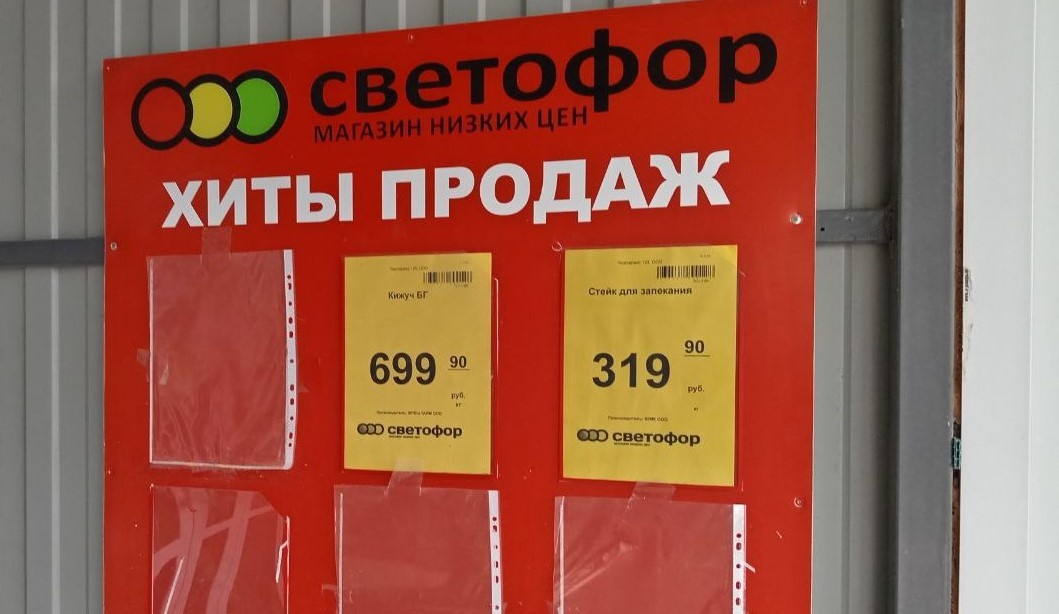 светофор
МАГАЗИН НИЗКИХ ЦЕН
ХИТЫ ПРОДАЖ
Кижуч БГ
699 90
руб.
кг
светофор
Стейк для запекания
319 90
руб.
кг
светофор